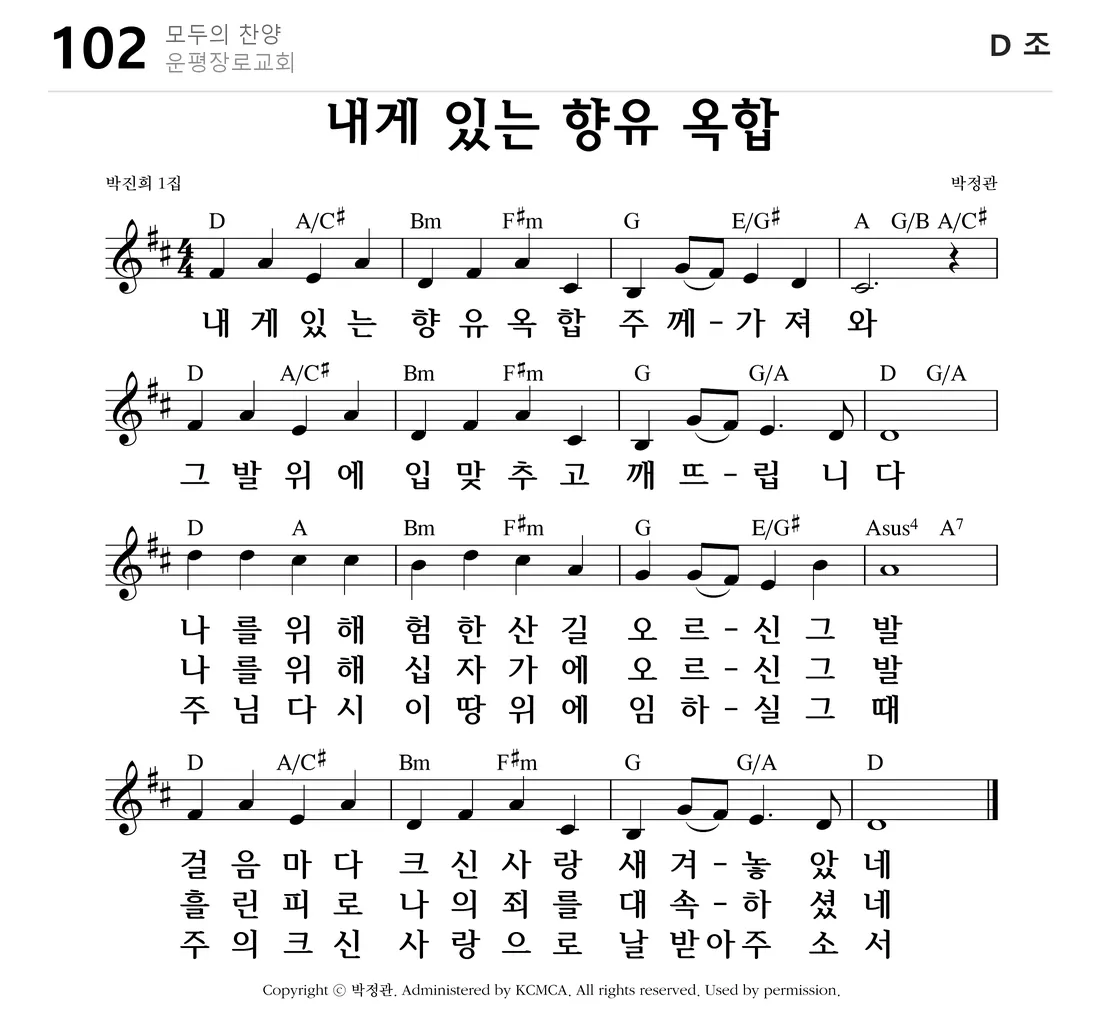 102 모두의 찬양
운평장로교회
D 조
내게 있는 향유 옥합
박진희 1집 박정관
D A/C♯ Bm F♯m G E/G♯ A G/B A/C♯
내 게 있 는 향 유 옥 합 주 께 - 가 져 와
D A/C♯ Bm F♯m G G/A D G/A
그 발 위 에 입 맞 추 고 깨 뜨 - 립 니 다
D A Bm F♯m G E/G♯ Asus4 A7
나 를 위 해 험 한 산 길 오 르 - 신 그 발
나 를 위 해 십 자 가 에 오 르 - 신 그 발
주 님 다 시 이 땅 위 에 임 하 - 실 그 때
D A/C♯ Bm F♯m G G/A D
걸 음 마 다 크 신 사 랑 새 겨 - 놓 았 네
흘 린 피 로 나 의 죄 를 대 속 - 하 셨 네
주 의 크 신 사 랑 으 로 날 받 아 주 소 서
Copyright ⓒ 박정관. Administered by KCMCA. All rights reserved. Used by permission.